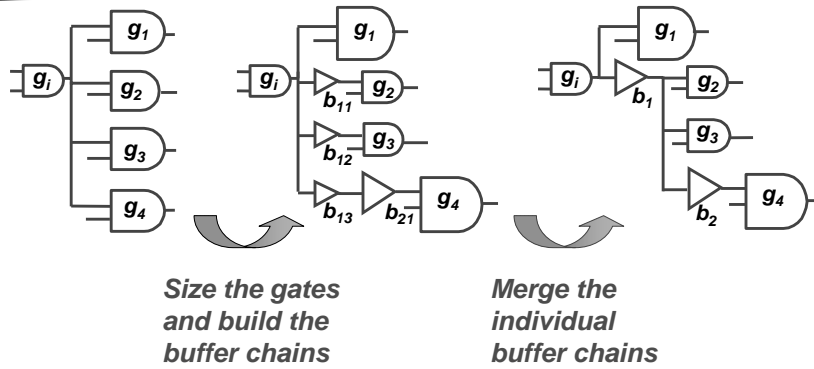 g1
g1
g1
gi
g2
gi
b11
g2
gi
b1
g2
g3
b12
g3
g3
g4
b13
b21
g4
b2
g4
Size the gates
and build the
buffer chains
Merge the
individual
buffer chains